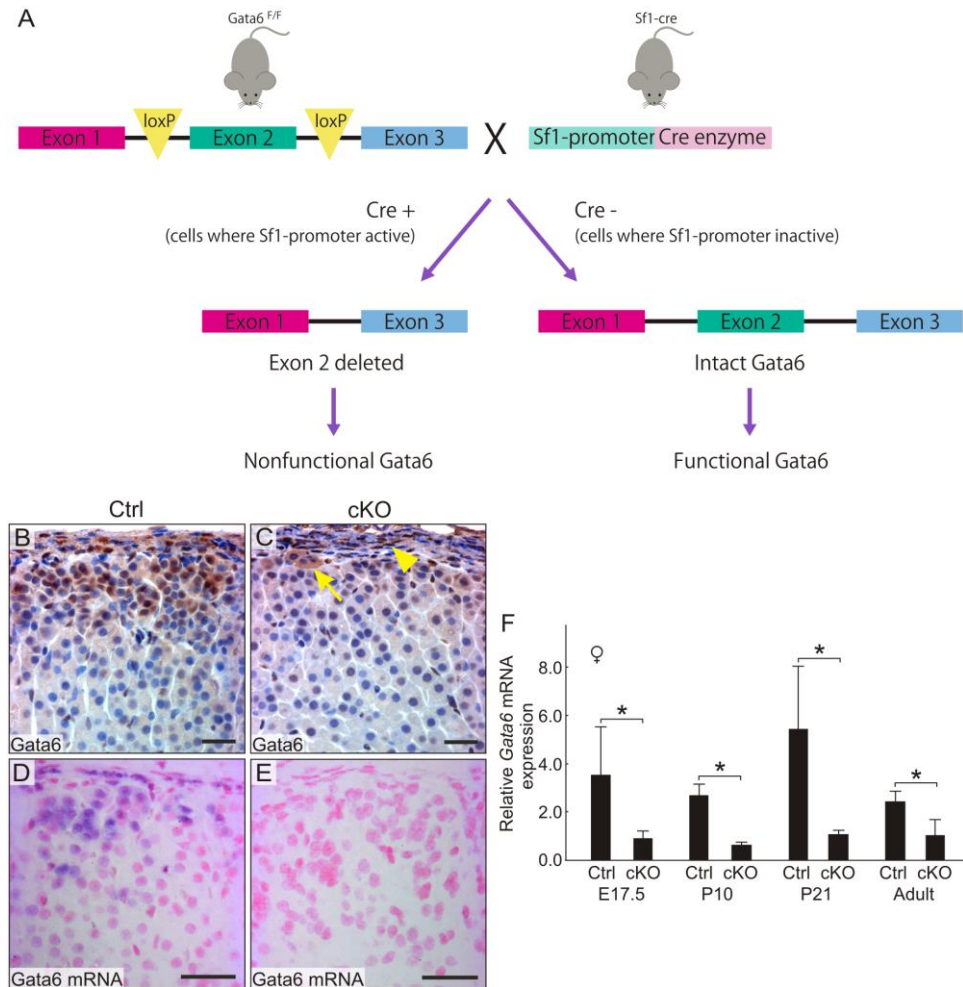 A
Gata6 F/F
Sf1-cre
loxP
loxP
Exon 1
Exon 2
Exon 3
X
Sf1-promoter
Cre enzyme
Cre +
(cells where Sf1-promoter active)
Cre -
(cells where Sf1-promoter inactive)
Exon 1
Exon 3
Exon 1
Exon 2
Exon 3
Exon 2 deleted
Intact Gata6
Nonfunctional Gata6
Functional Gata6
Ctrl
cKO
B
Gata6
C
Gata6
D
Gata6 mRNA
E
Gata6 mRNA
F
♀
Relative Gata6 mRNA
expression
8.0
6.0
4.0
2.0
0.0
*
*
*
*
Ctrl cKO Ctrl cKO Ctrl cKO Ctrl cKO
E17.5 P10 P21 Adult